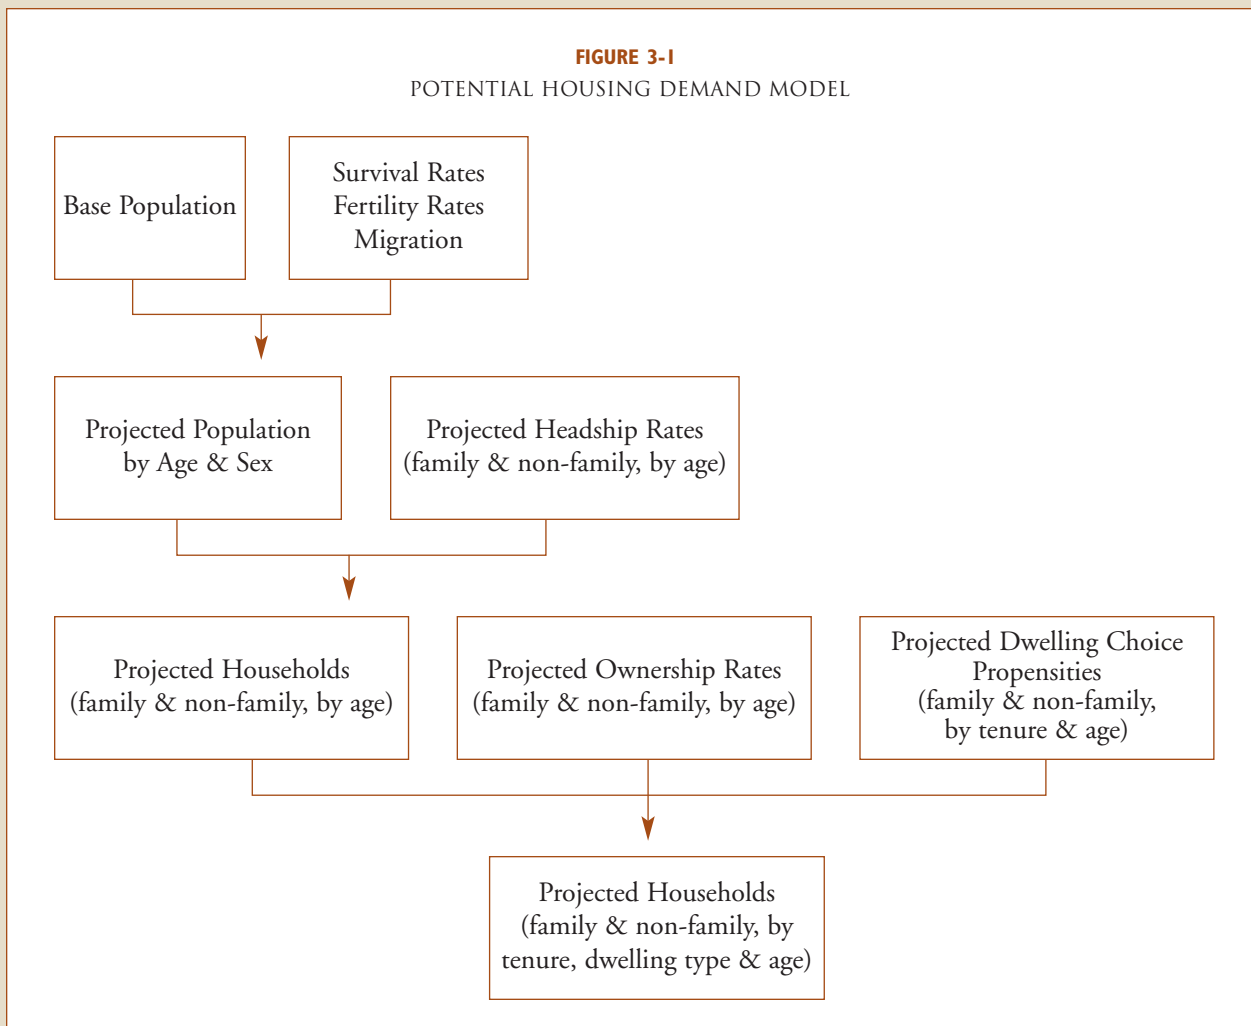 FIGURE 3-1
POTENTIAL HOUSING DEMAND MODEL
Base Population
Survival Rates
Fertility Rates
Migration
Projected Population
by Age & Sex
Projected Headship Rates
(family & non-family, by age)
Projected Households
(family & non-family, by age)
Projected Ownership Rates
(family & non-family, by age)
Projected Dwelling Choice
Propensities
(family & non-family,
by tenure & age)
Projected Households
(family & non-family, by
tenure, dwelling type & age)